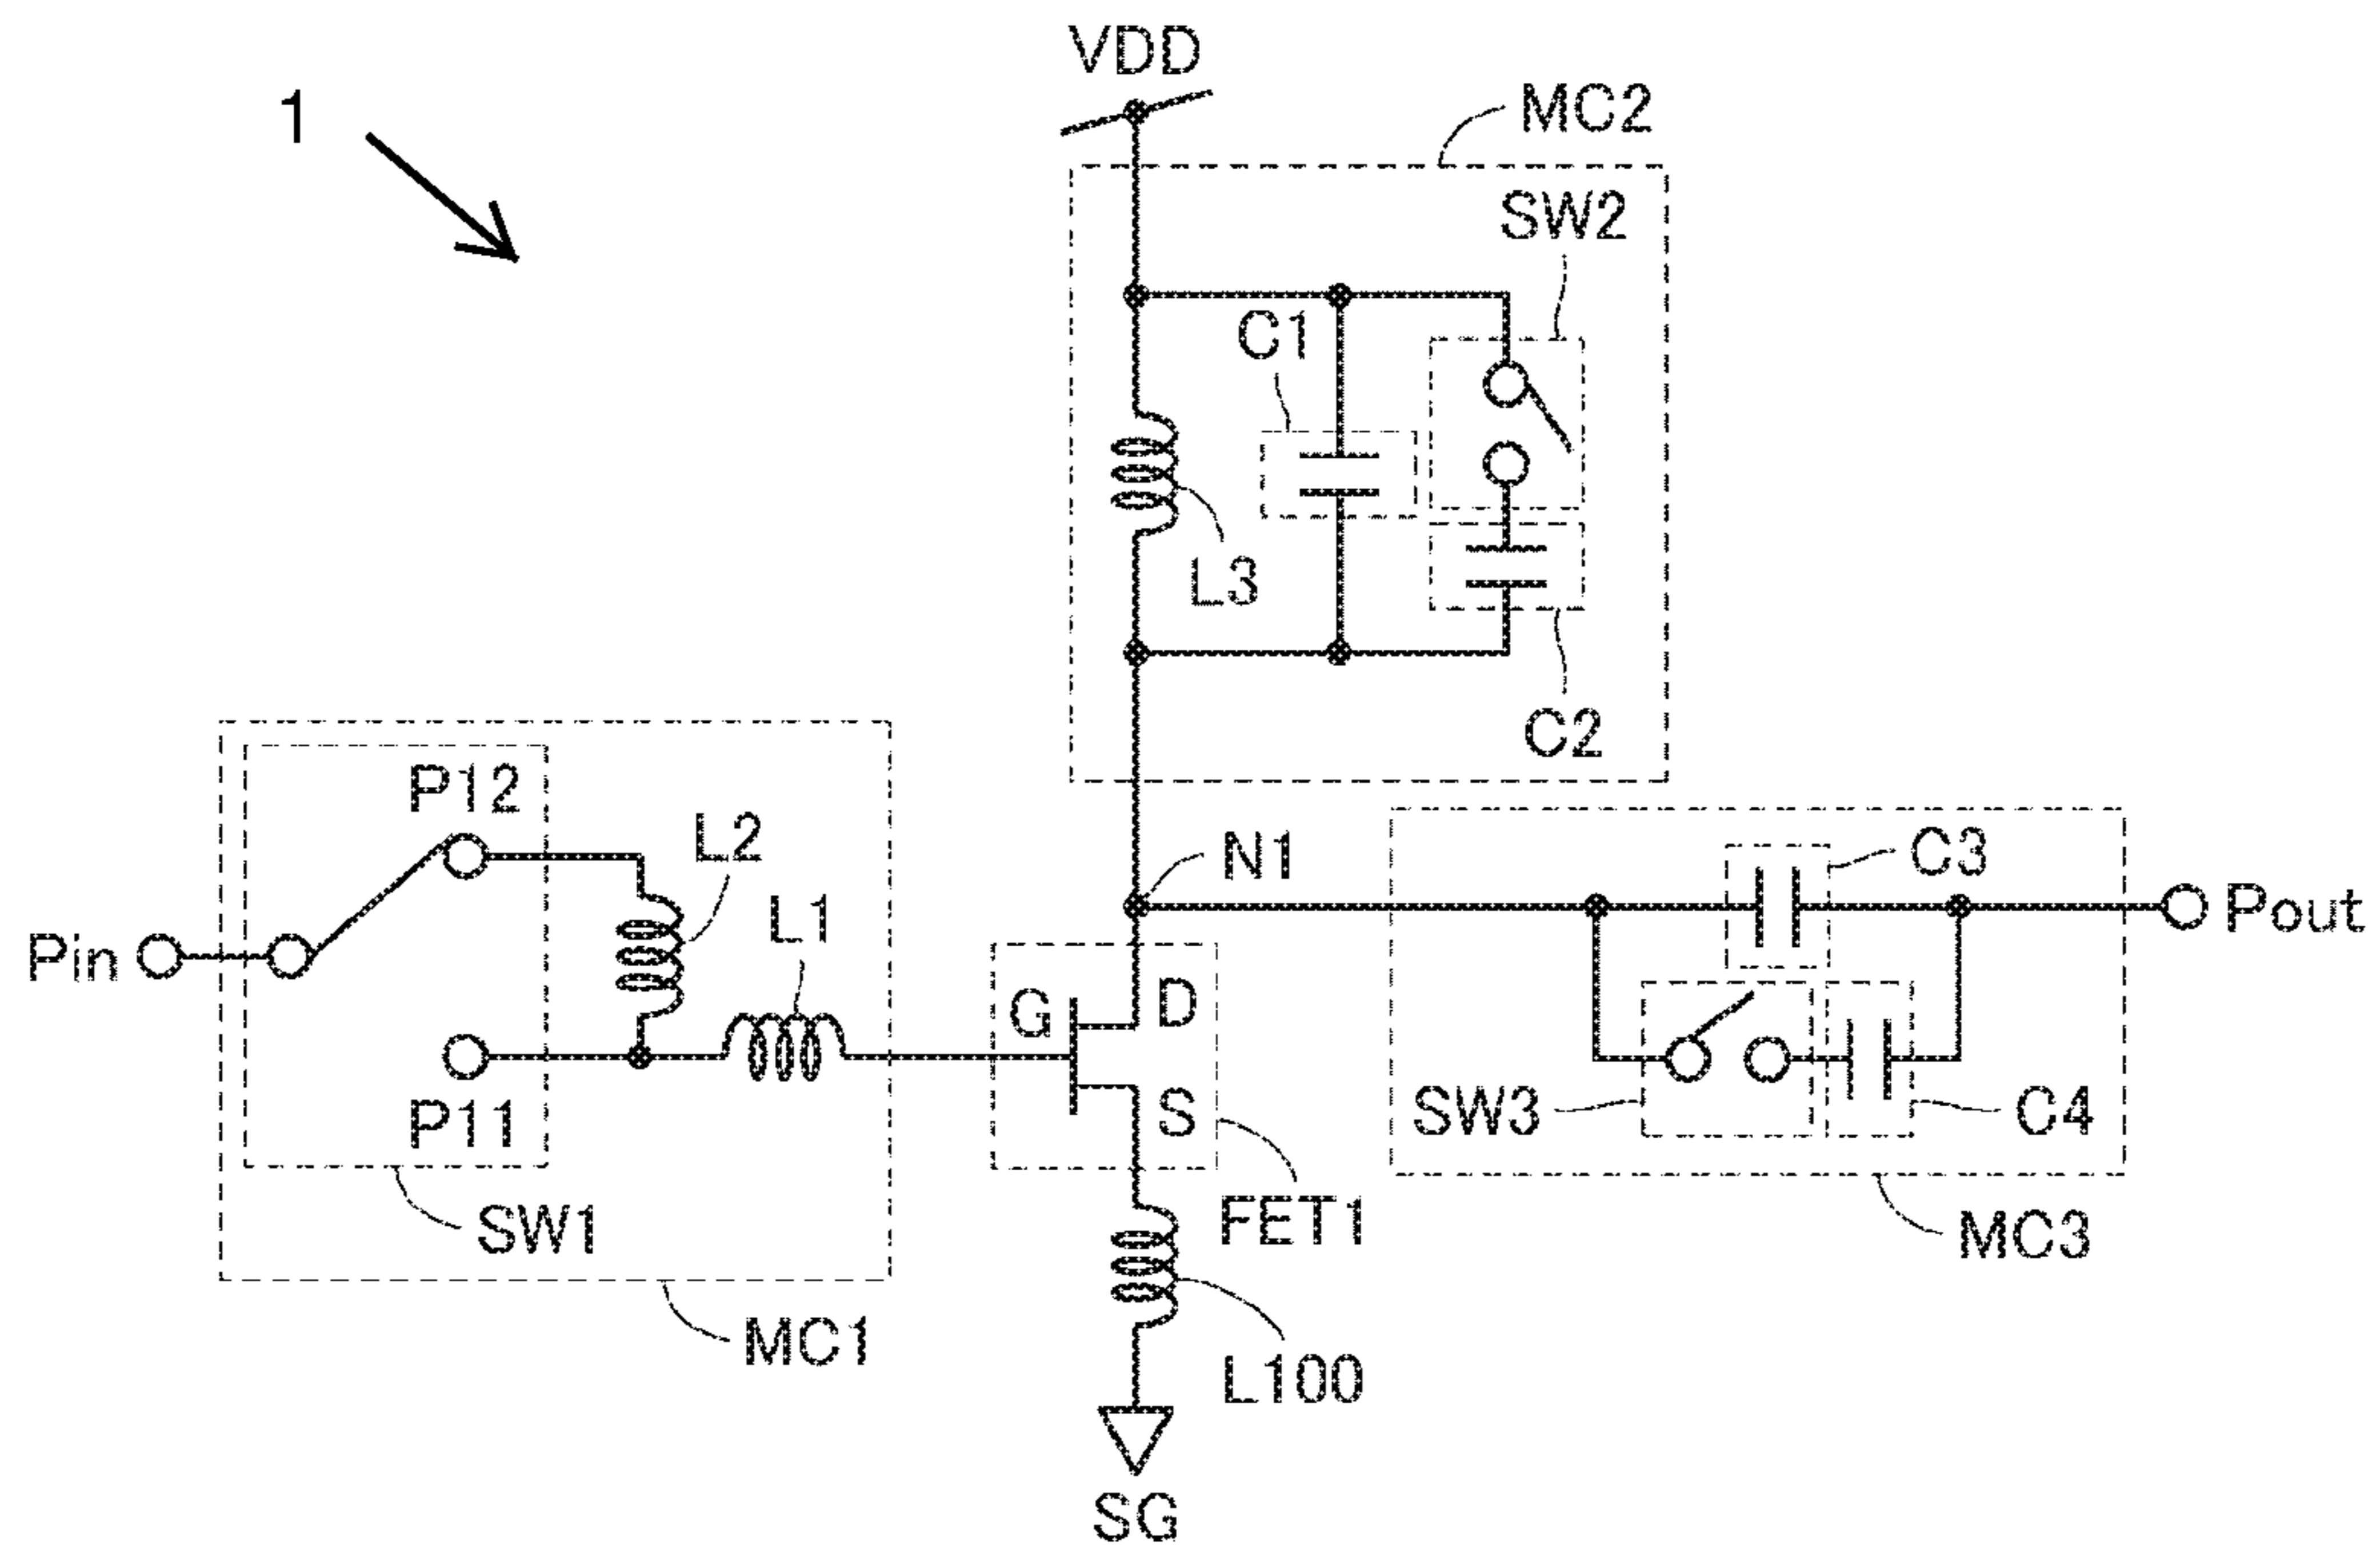 VDD
1
MC2
SW2
C1
L3
C2
P12
L2
N1
C3
L1
Pout
Pin
G
D
P11
S
SW3
C4
SW1
FET1
MC3
MC1
L100
SG